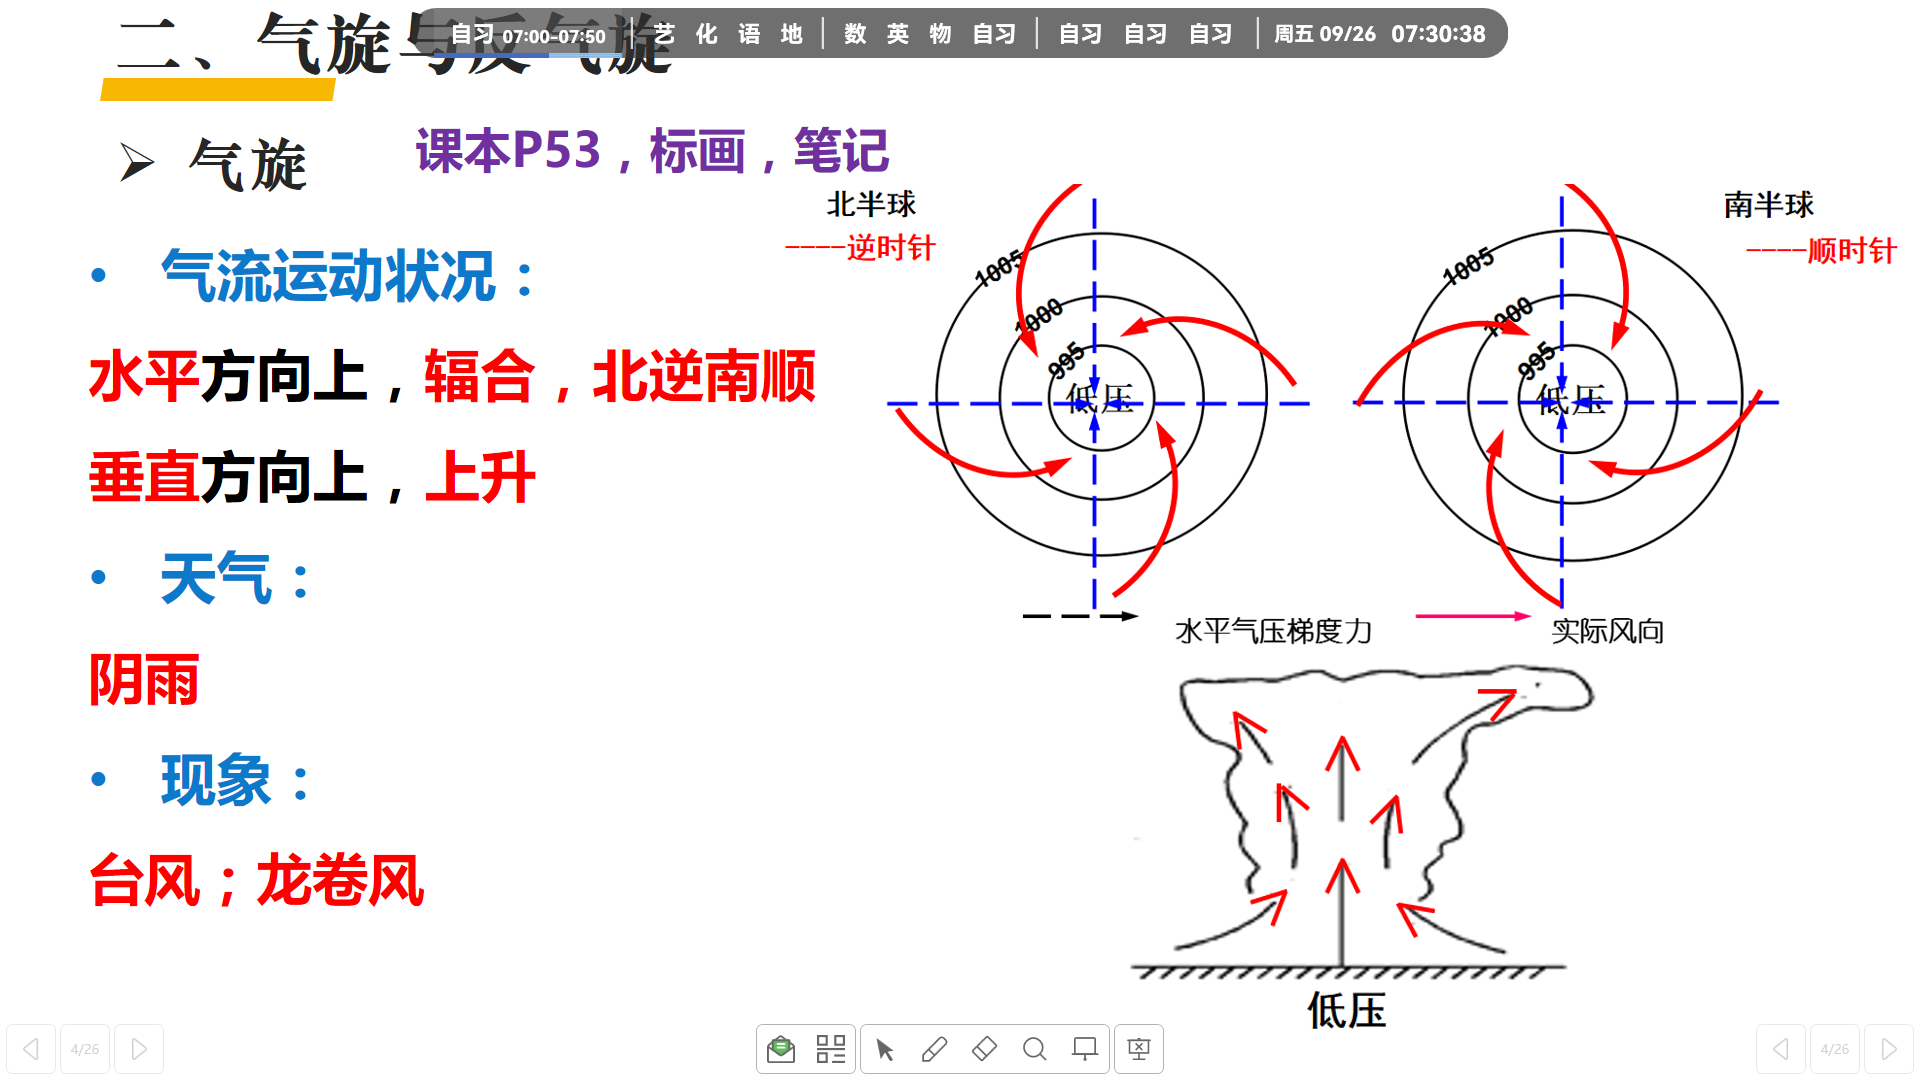 自习 07:00-07:50 艺 化 语 地 数 英 物 自习 自习 自习 自习 周五 09/26 07:30:38
二、气旋与反气旋
气旋
课本P53，标画，笔记
北半球
----逆时针
南半球
----顺时针
• 气流运动状况：
水平方向上，辐合，北逆南顺
垂直方向上，上升
• 天气：
阴雨
• 现象：
台风；龙卷风
1005
1000
995
低压
1005
1000
995
低压
水平气压梯度力
实际风向
低压
4/26
4/26